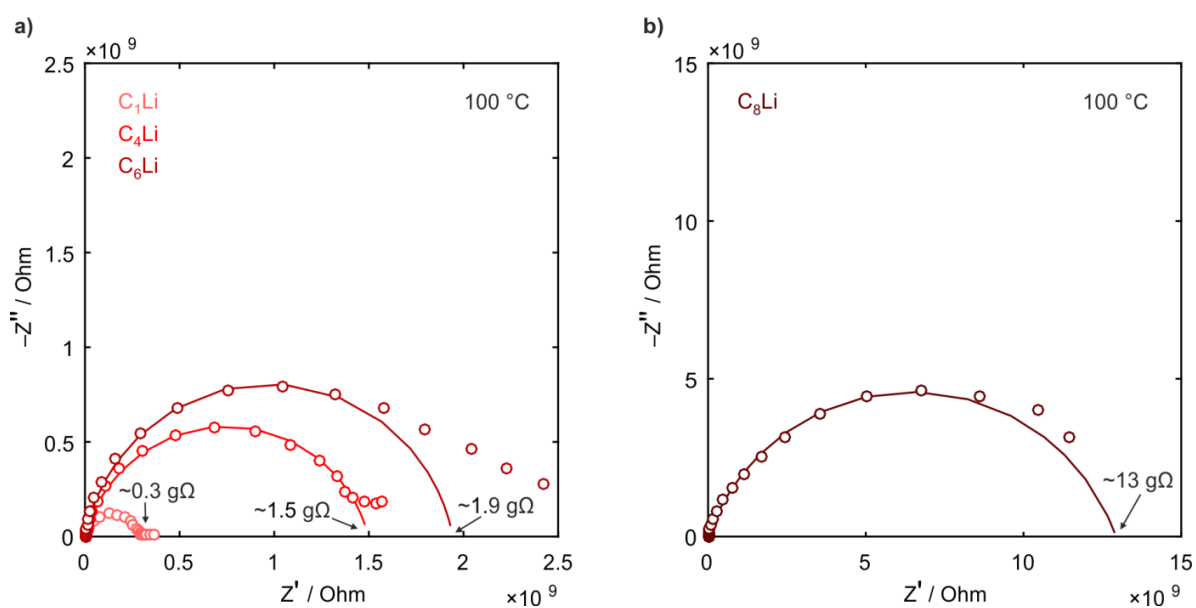 a)
×10 ⁹
2.5
2
1.5
1
0.5
0
0
0.5
1
1.5
2
2.5
×10 ⁹
–Z" / Ohm
Z' / Ohm
C₁Li
C₄Li
C₆Li
100 °C
~0.3 gΩ
~1.5 gΩ
~1.9 gΩ
b)
×10 ⁹
15
10
5
0
0
5
10
15
×10 ⁹
–Z" / Ohm
Z' / Ohm
C₈Li
100 °C
~13 gΩ